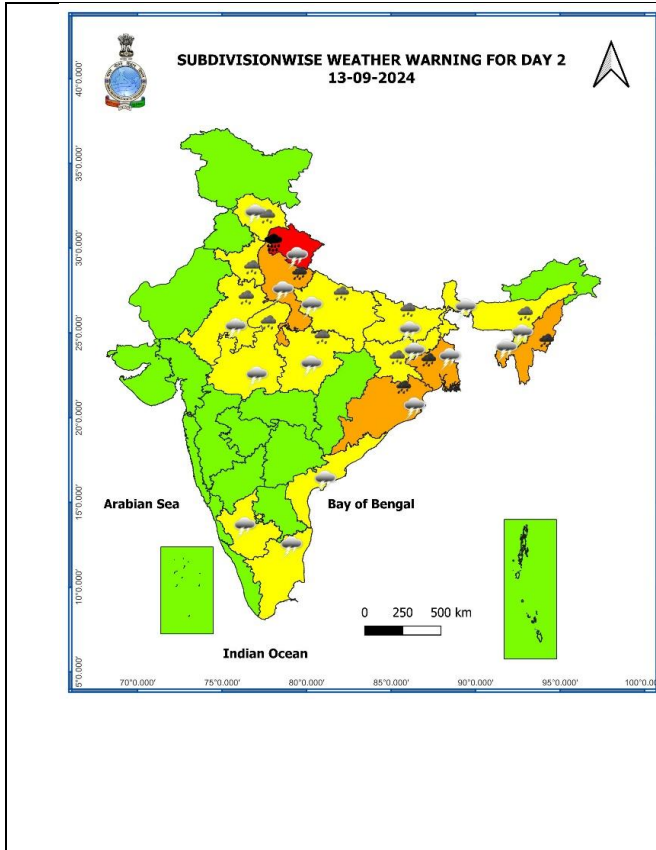 SUBDIVISIONWISE WEATHER WARNING FOR DAY 2
13-09-2024
40°0.000'
35°0.000'
30°0.000'
25°0.000'
20°0.000'
15°0.000'
10°0.000'
5°0.000'
Arabian Sea
Bay of Bengal
0 250 500 km
Indian Ocean
70°0.000' 75°0.000' 80°0.000' 85°0.000' 90°0.000' 95°0.000' 100°0.00